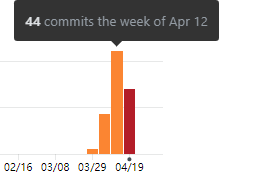 44 commits the week of Apr 12
02/16 03/08 03/29 04/19